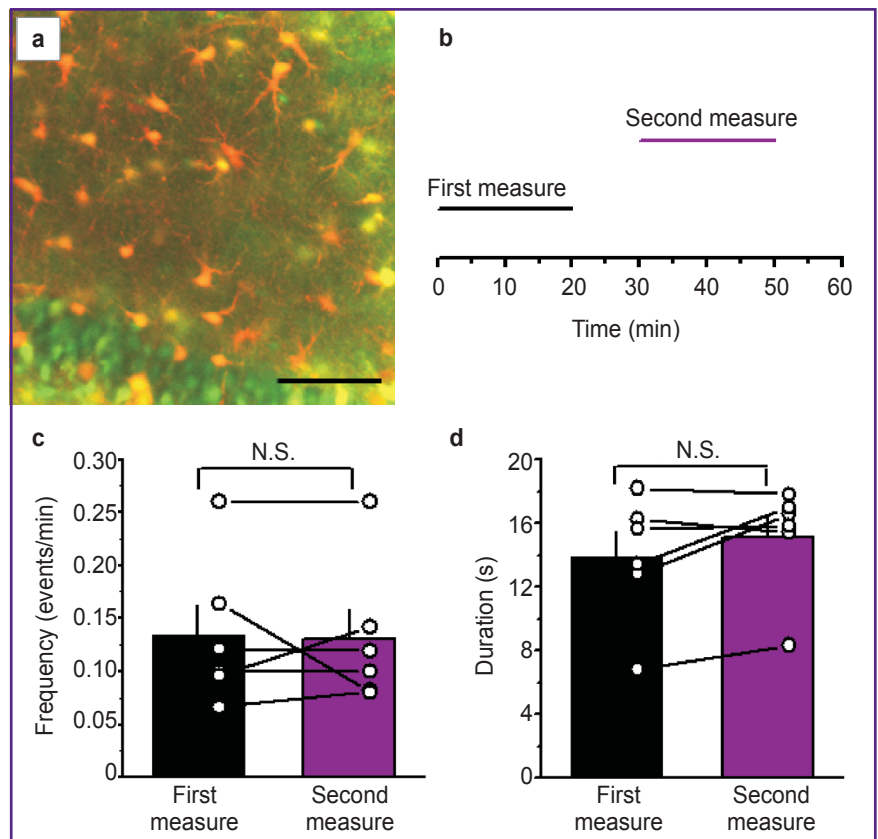 a
b
Second measure
First measure
0 10 20 30 40 50 60
Time (min)
c
N.S.
0.30
0.25
0.20
0.15
0.10
0.05
0
Frequency (events/min)
First measure
Second measure
d
N.S.
20
16
12
8
4
0
Duration (s)
First measure
Second measure